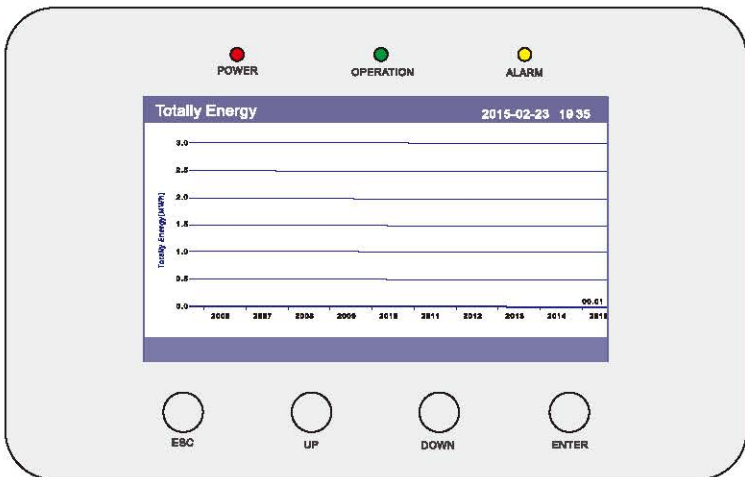 POWER OPERATION ALARM
Totally Energy 2015-02-23 19 35
3.0
2.5
2.0
1.5
1.0
0.5
0.0
Totally Energy[MWh]
00.01
2006 2007 2008 2009 2010 2011 2012 2013 2014 2015
ESC UP DOWN ENTER